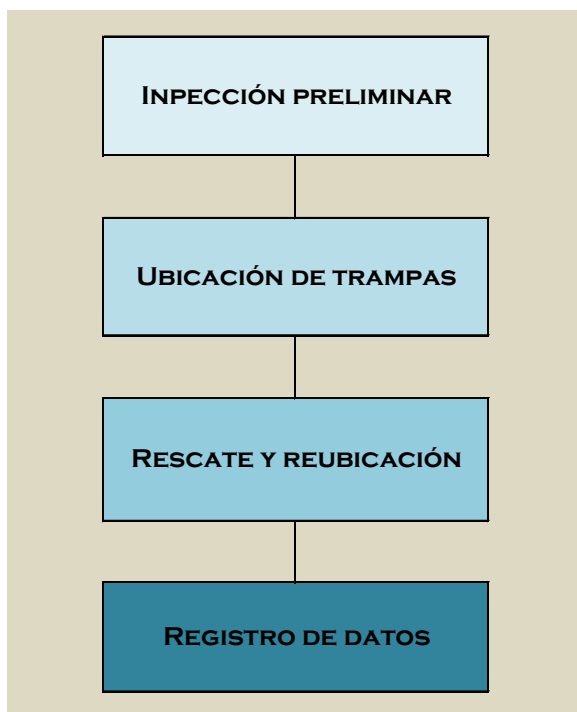 Inpección preliminar
Ubicación de trampas
Rescate y reubicación
Registro de datos